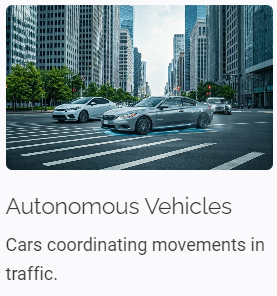 Autonomous Vehicles
Cars coordinating movements in
traffic.